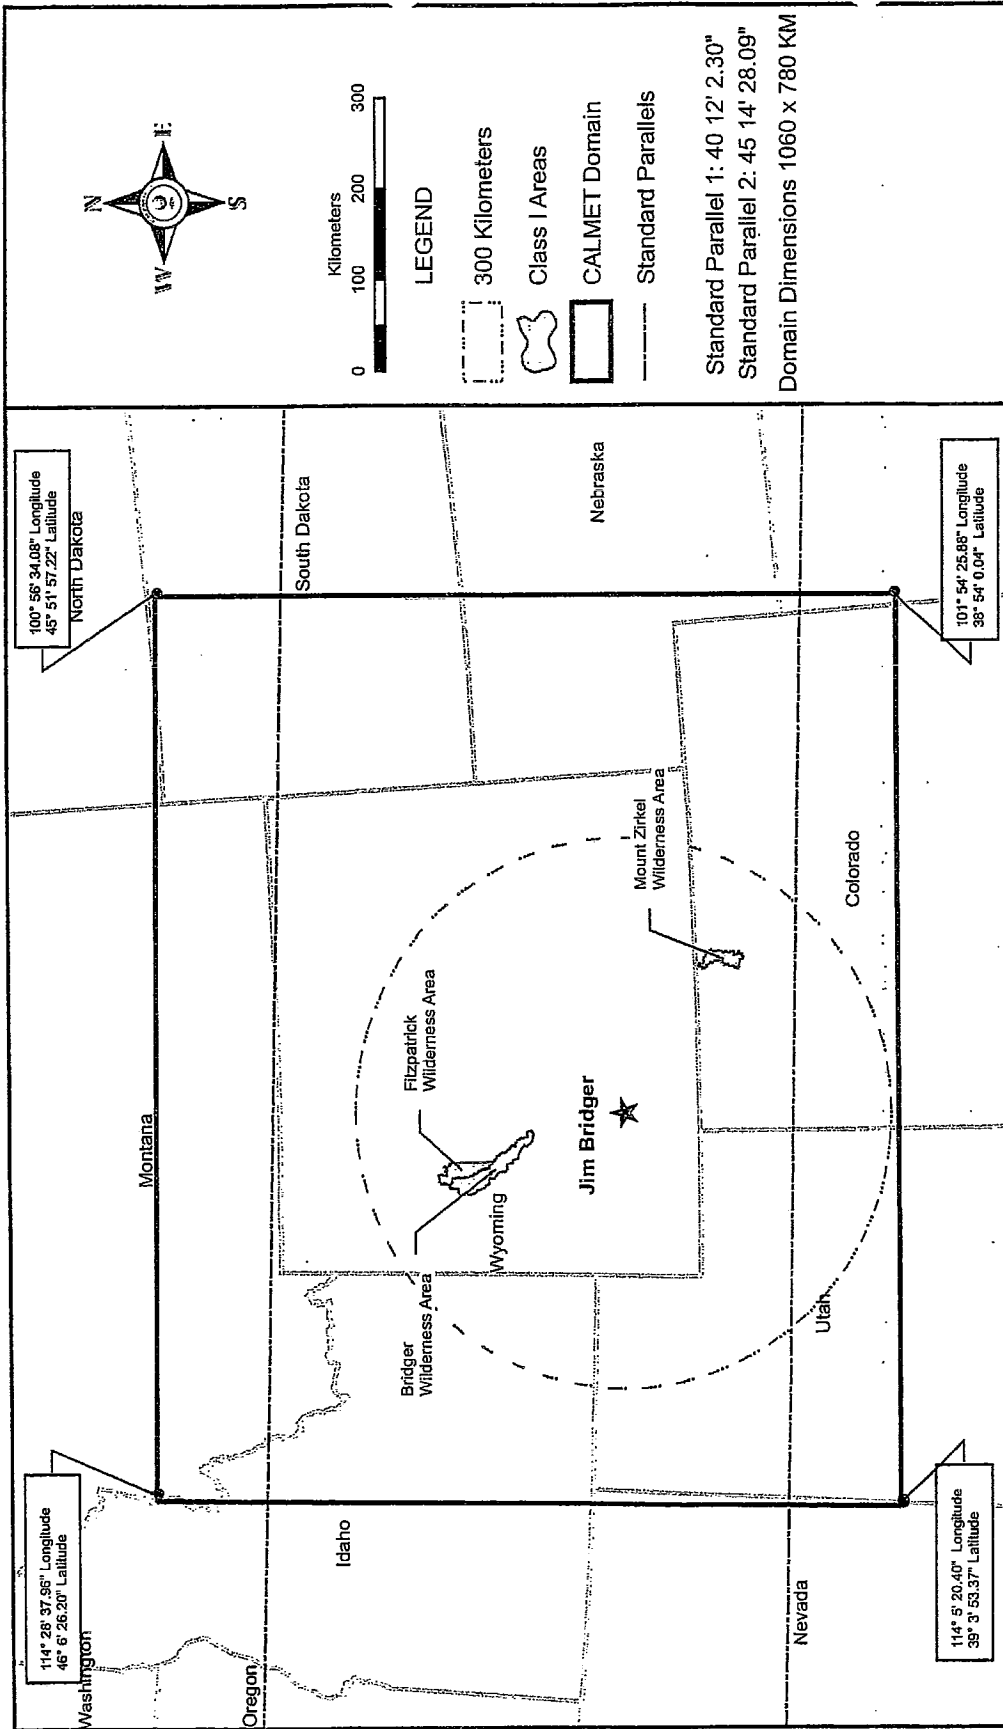 114° 28' 37.96" Longitude
46° 6' 26.20" Latitude
100° 56' 34.08" Longitude
45° 51' 57.22" Latitude
Washington
Oregon
Idaho
Nevada
Montana
North Dakota
South Dakota
Nebraska
Bridger
Wilderness Area
Fitzpatrick
Wilderness Area
Wyoming
Jim Bridger
Mount Zirkel
Wilderness Area
Utah
Colorado
114° 5' 20.40" Longitude
39° 3' 53.37" Latitude
101° 54' 25.88" Longitude
38° 54' 0.04" Latitude
N
W
E
S
Kilometers
0 100 200 300
LEGEND
300 Kilometers
Class I Areas
CALMET Domain
Standard Parallels
Standard Parallel 1: 40 12' 2.30"
Standard Parallel 2: 45 14' 28.09"
Domain Dimensions 1060 x 780 KM